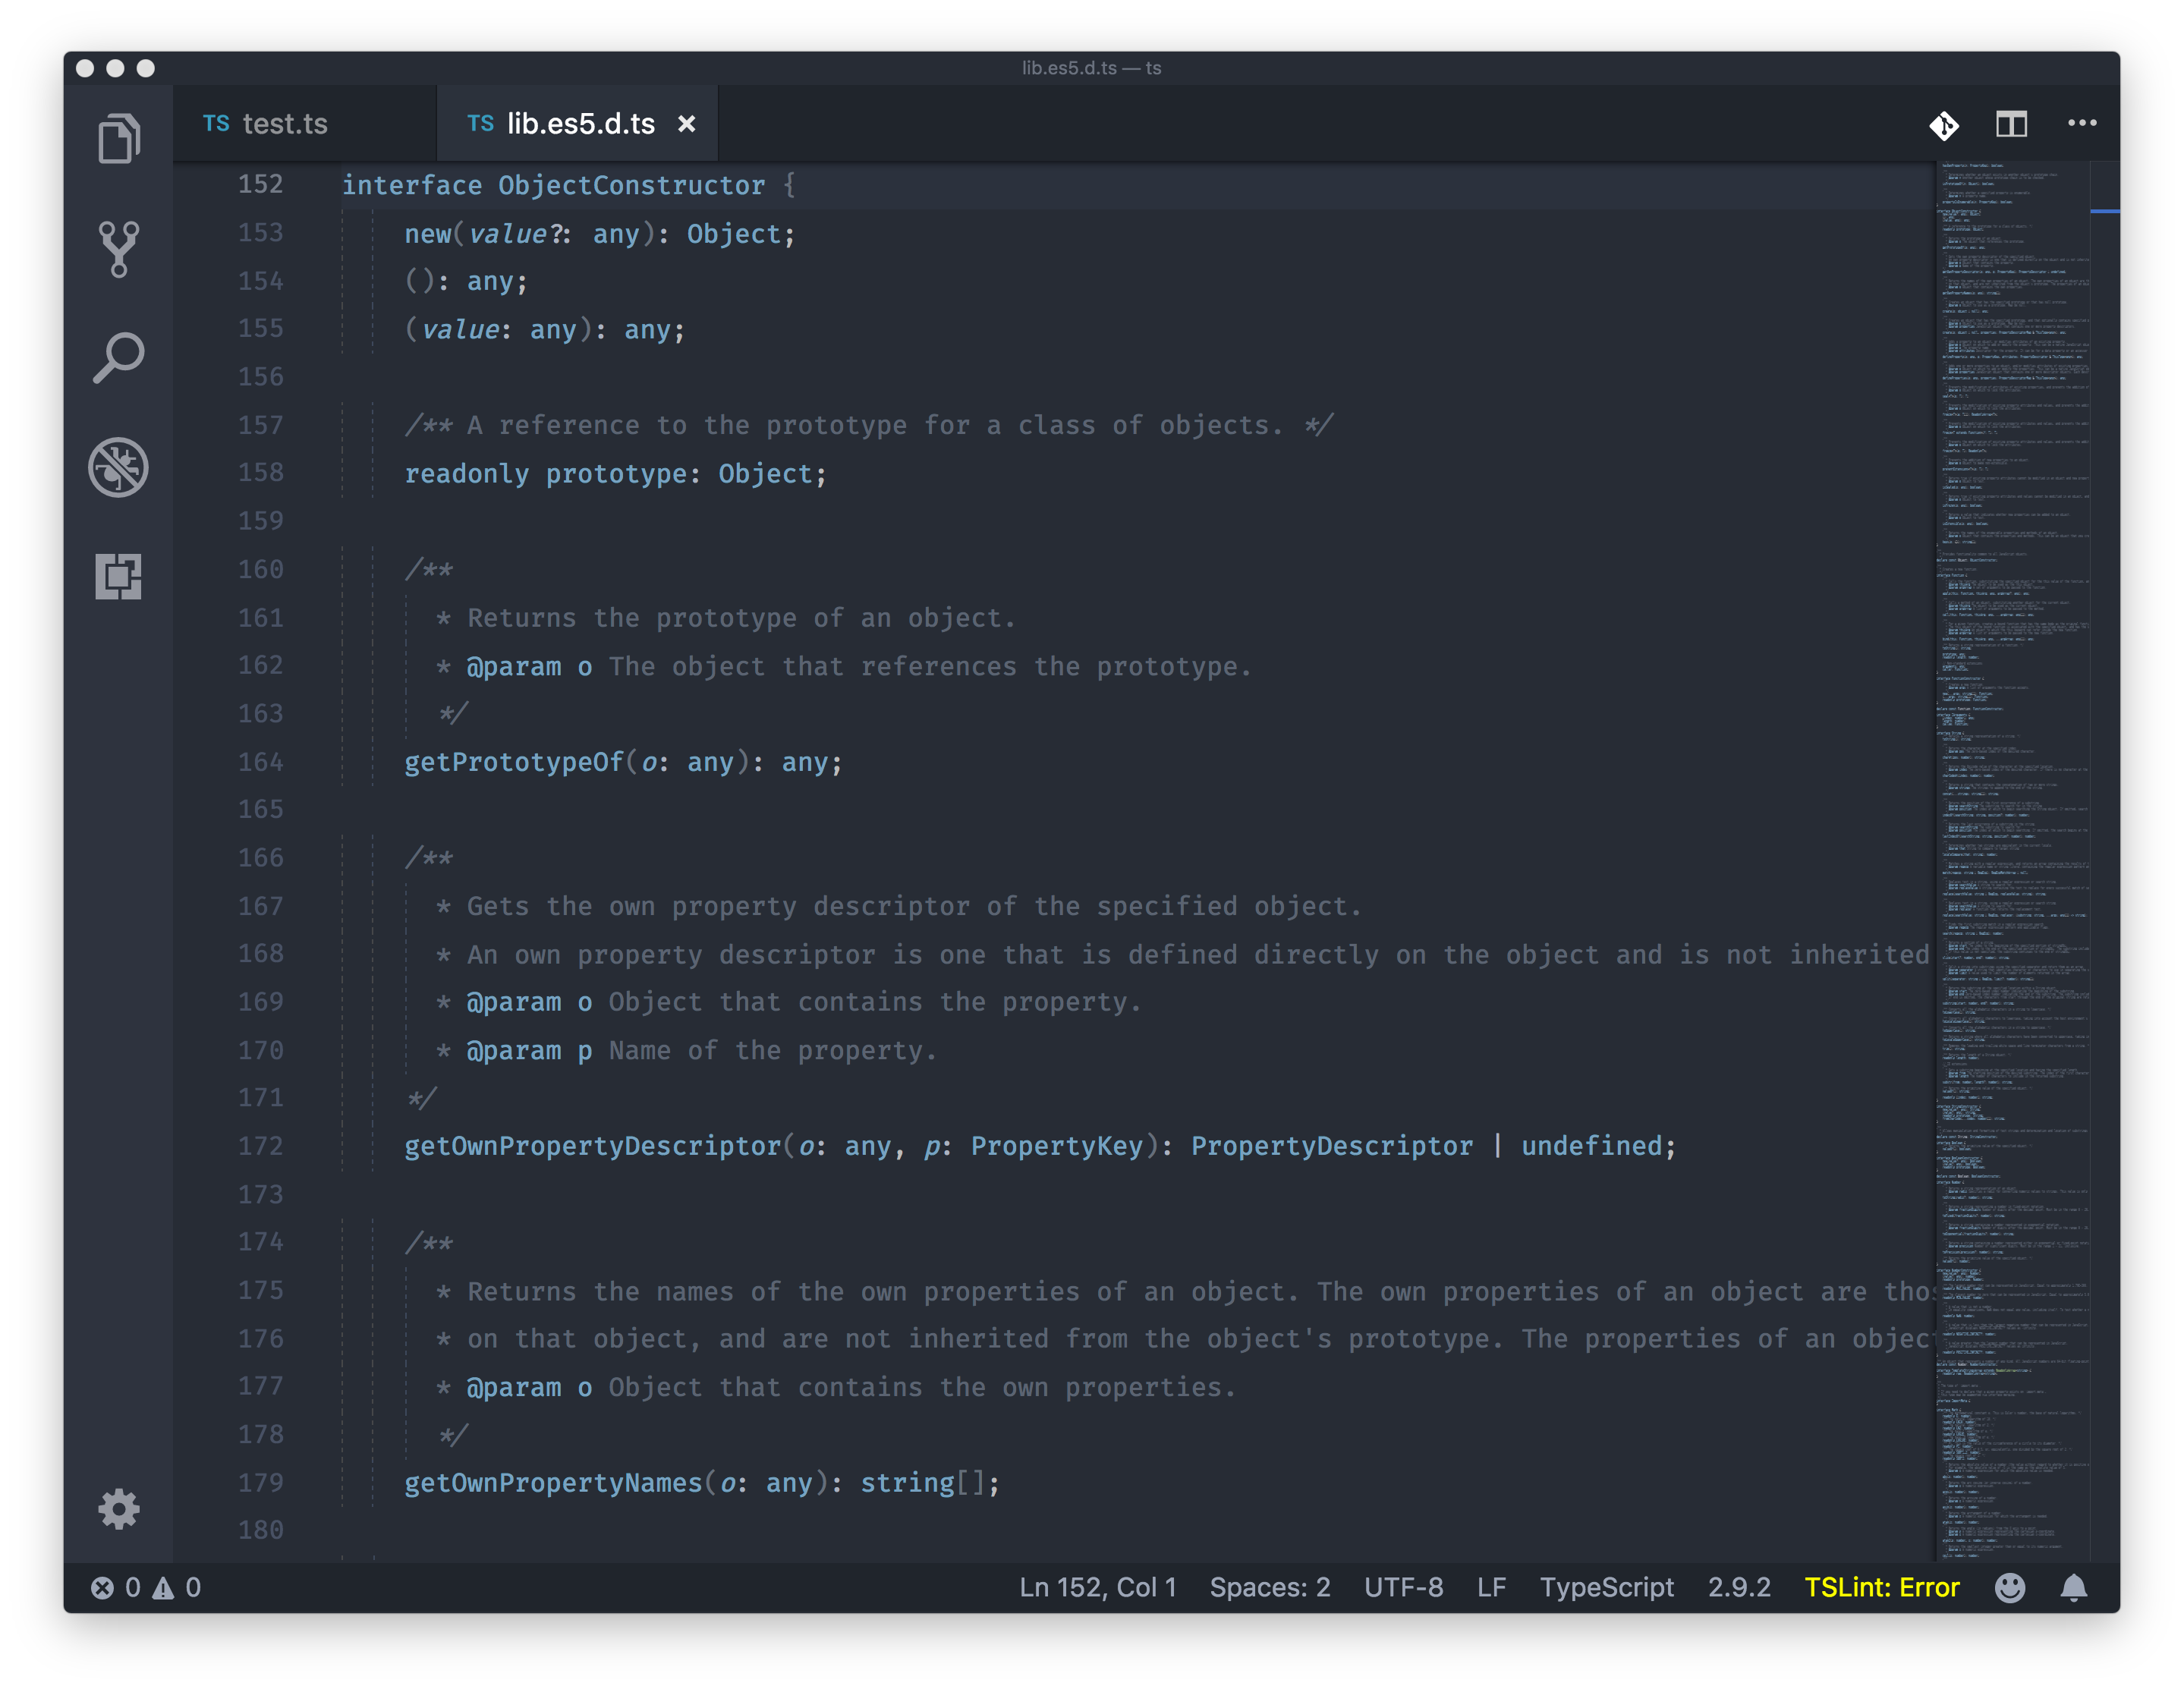 lib.es5.d.ts — ts
TS test.ts
TS lib.es5.d.ts ×
152 interface ObjectConstructor {
153 new(value?: any): Object;
154 (): any;
155 (value: any): any;
156
157 /** A reference to the prototype for a class of objects. */
158 readonly prototype: Object;
159
160 /**
161 * Returns the prototype of an object.
162 * @param o The object that references the prototype.
163 */
164 getPrototypeOf(o: any): any;
165
166 /**
167 * Gets the own property descriptor of the specified object.
168 * An own property descriptor is one that is defined directly on the object and is not inherited
169 * @param o Object that contains the property.
170 * @param p Name of the property.
171 */
172 getOwnPropertyDescriptor(o: any, p: PropertyKey): PropertyDescriptor | undefined;
173
174 /**
175 * Returns the names of the own properties of an object. The own properties of an object are thos
176 * on that object, and are not inherited from the object's prototype. The properties of an objec
177 * @param o Object that contains the own properties.
178 */
179 getOwnPropertyNames(o: any): string[];
180
0 0 Ln 152, Col 1 Spaces: 2 UTF-8 LF TypeScript 2.9.2 TSLint: Error